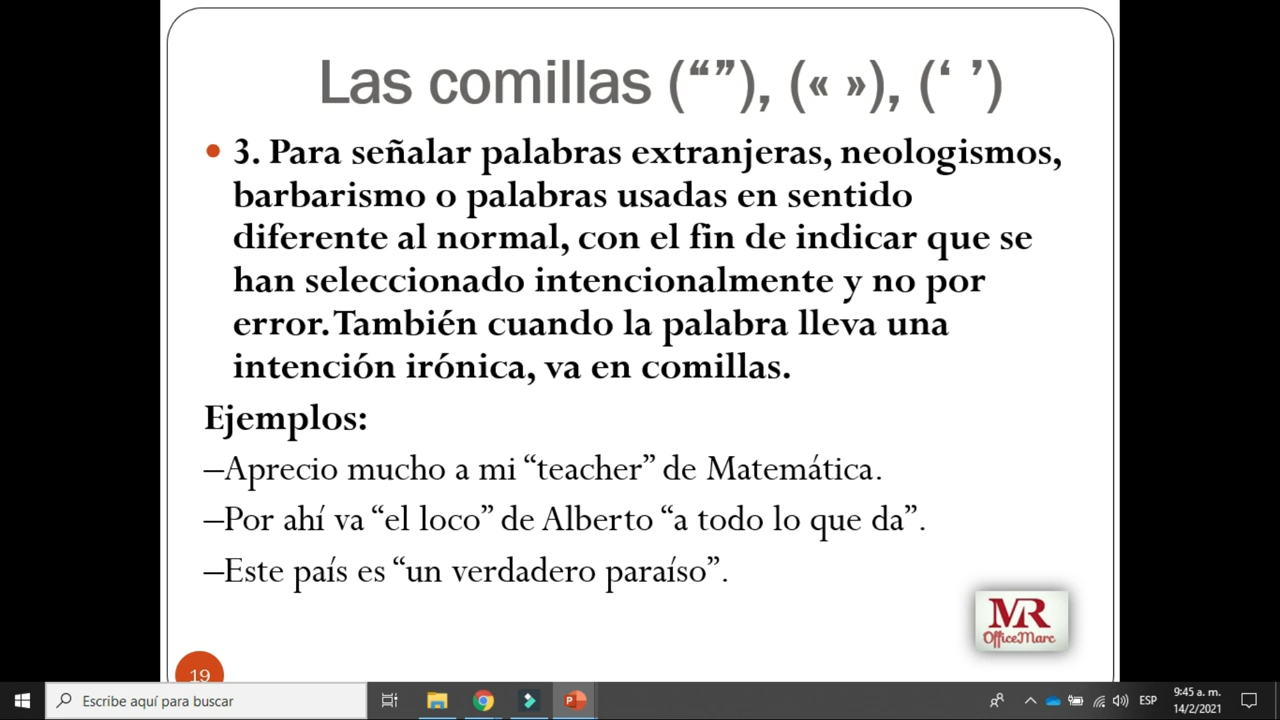 Las comillas (“”), (« »), (‘ ’)
3. Para señalar palabras extranjeras, neologismos,
barbarismo o palabras usadas en sentido
diferente al normal, con el fin de indicar que se
han seleccionado intencionalmente y no por
error. También cuando la palabra lleva una
intención irónica, va en comillas.
Ejemplos:
–Aprecio mucho a mi “teacher” de Matemática.
–Por ahí va “el loco” de Alberto “a todo lo que da”.
–Este país es “un verdadero paraíso”.
MR
OfficeMarc
19
Escribe aquí para buscar
ESP
9:45 a. m.
14/2/2021